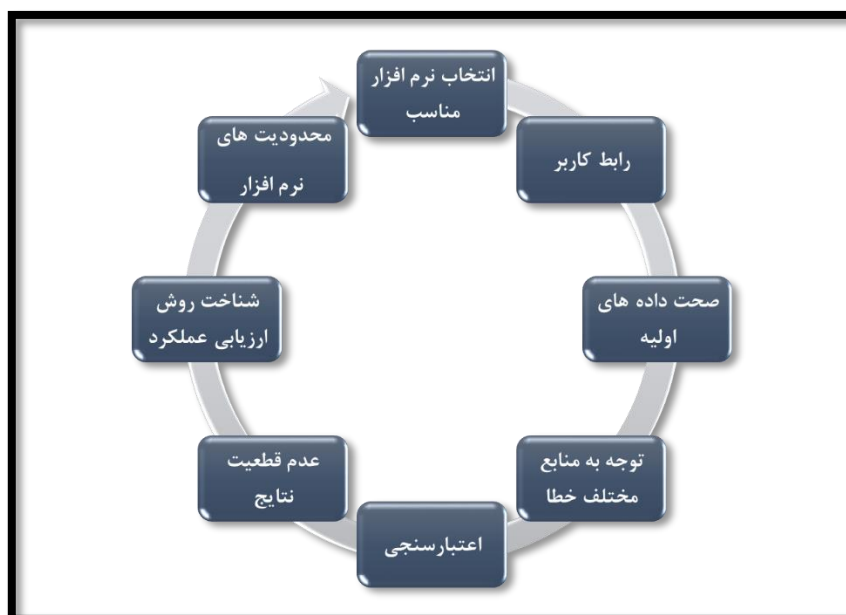 انتخاب نرم افزار
مناسب
رابط کاربر
صحت داده های
اولیه
توجه به منابع
مختلف خطا
اعتبارسنجی
عدم قطعیت
نتایج
شناخت روش
ارزیابی عملکرد
محدودیت های
نرم افزار